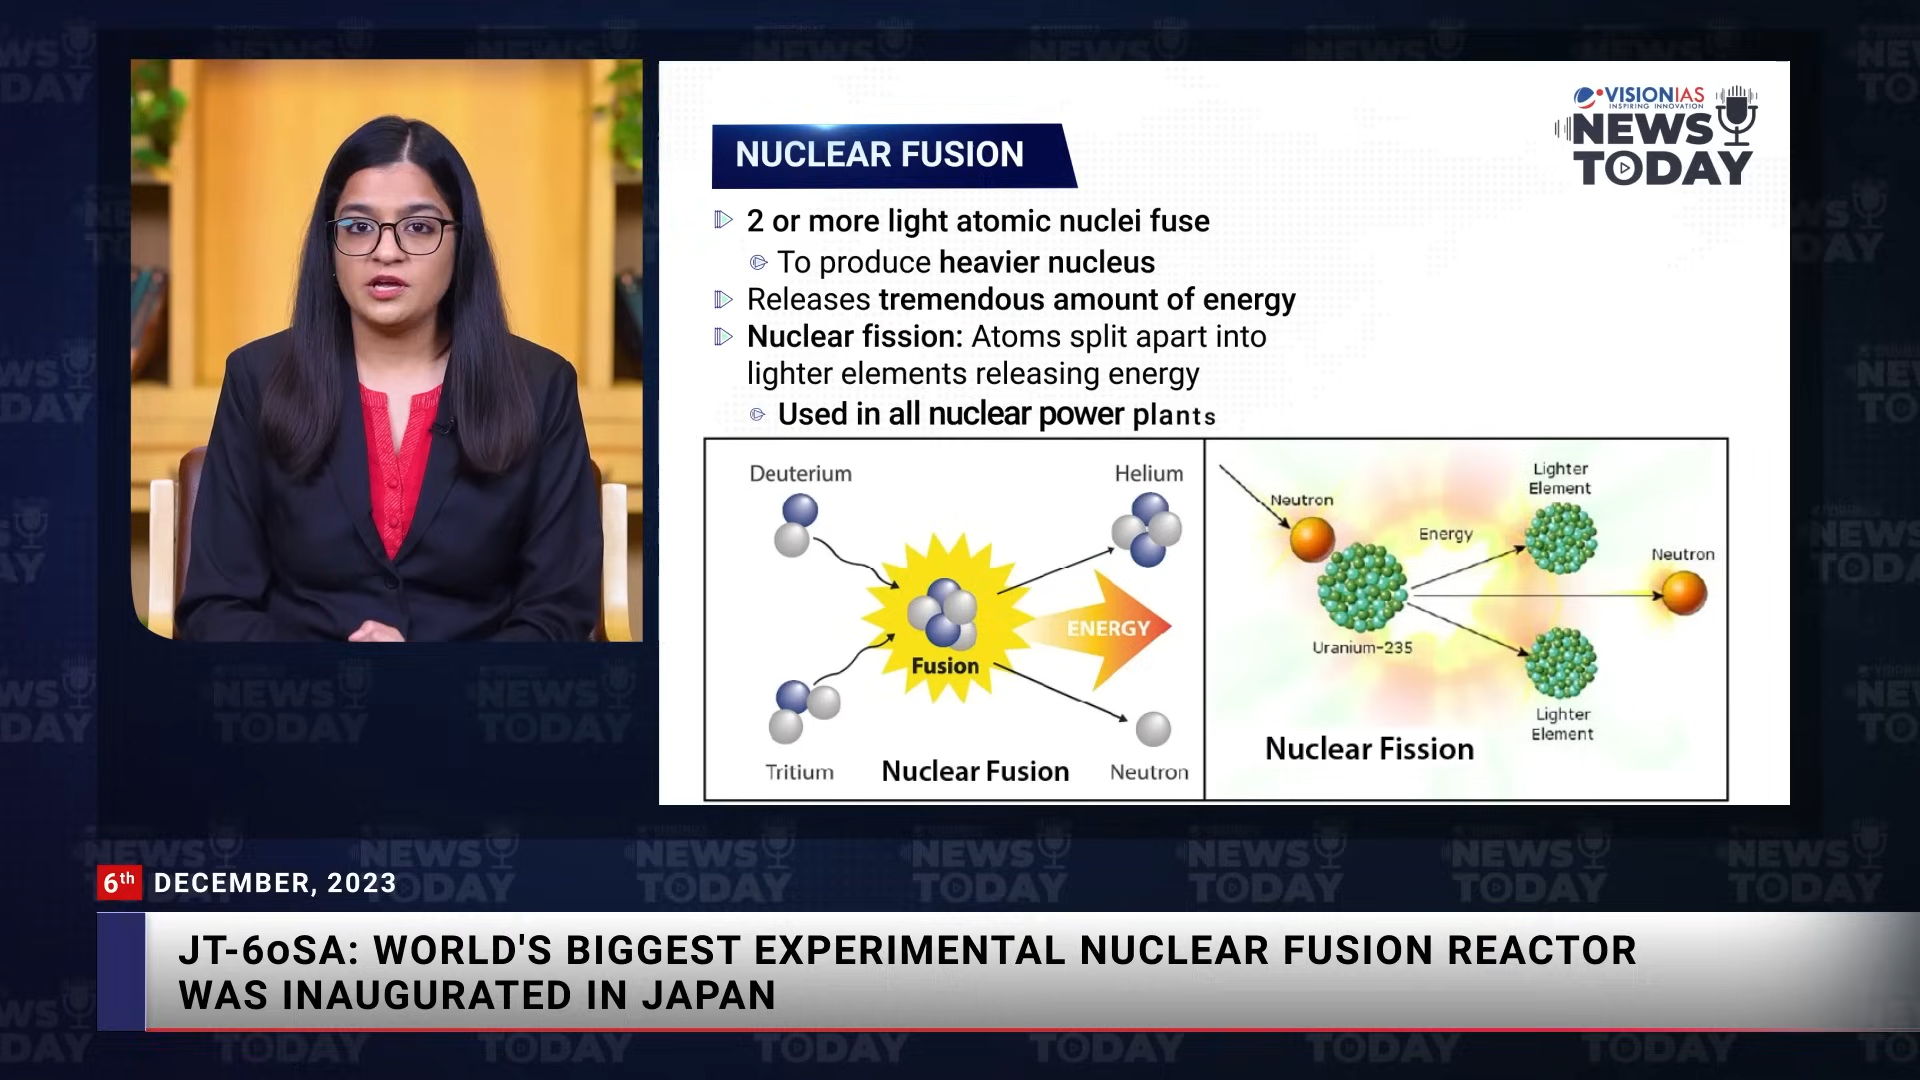 VISIONIAS
INSPIRING INNOVATION
NEWS
TODAY
NUCLEAR FUSION
2 or more light atomic nuclei fuse
To produce heavier nucleus
Releases tremendous amount of energy
Nuclear fission: Atoms split apart into
lighter elements releasing energy
Used in all nuclear power plants
Deuterium
Helium
Fusion
ENERGY
Tritium
Nuclear Fusion
Neutron
Neutron
Lighter
Element
Energy
Neutron
Uranium-235
Lighter
Element
Nuclear Fission
6th DECEMBER, 2023
JT-60SA: WORLD'S BIGGEST EXPERIMENTAL NUCLEAR FUSION REACTOR
WAS INAUGURATED IN JAPAN